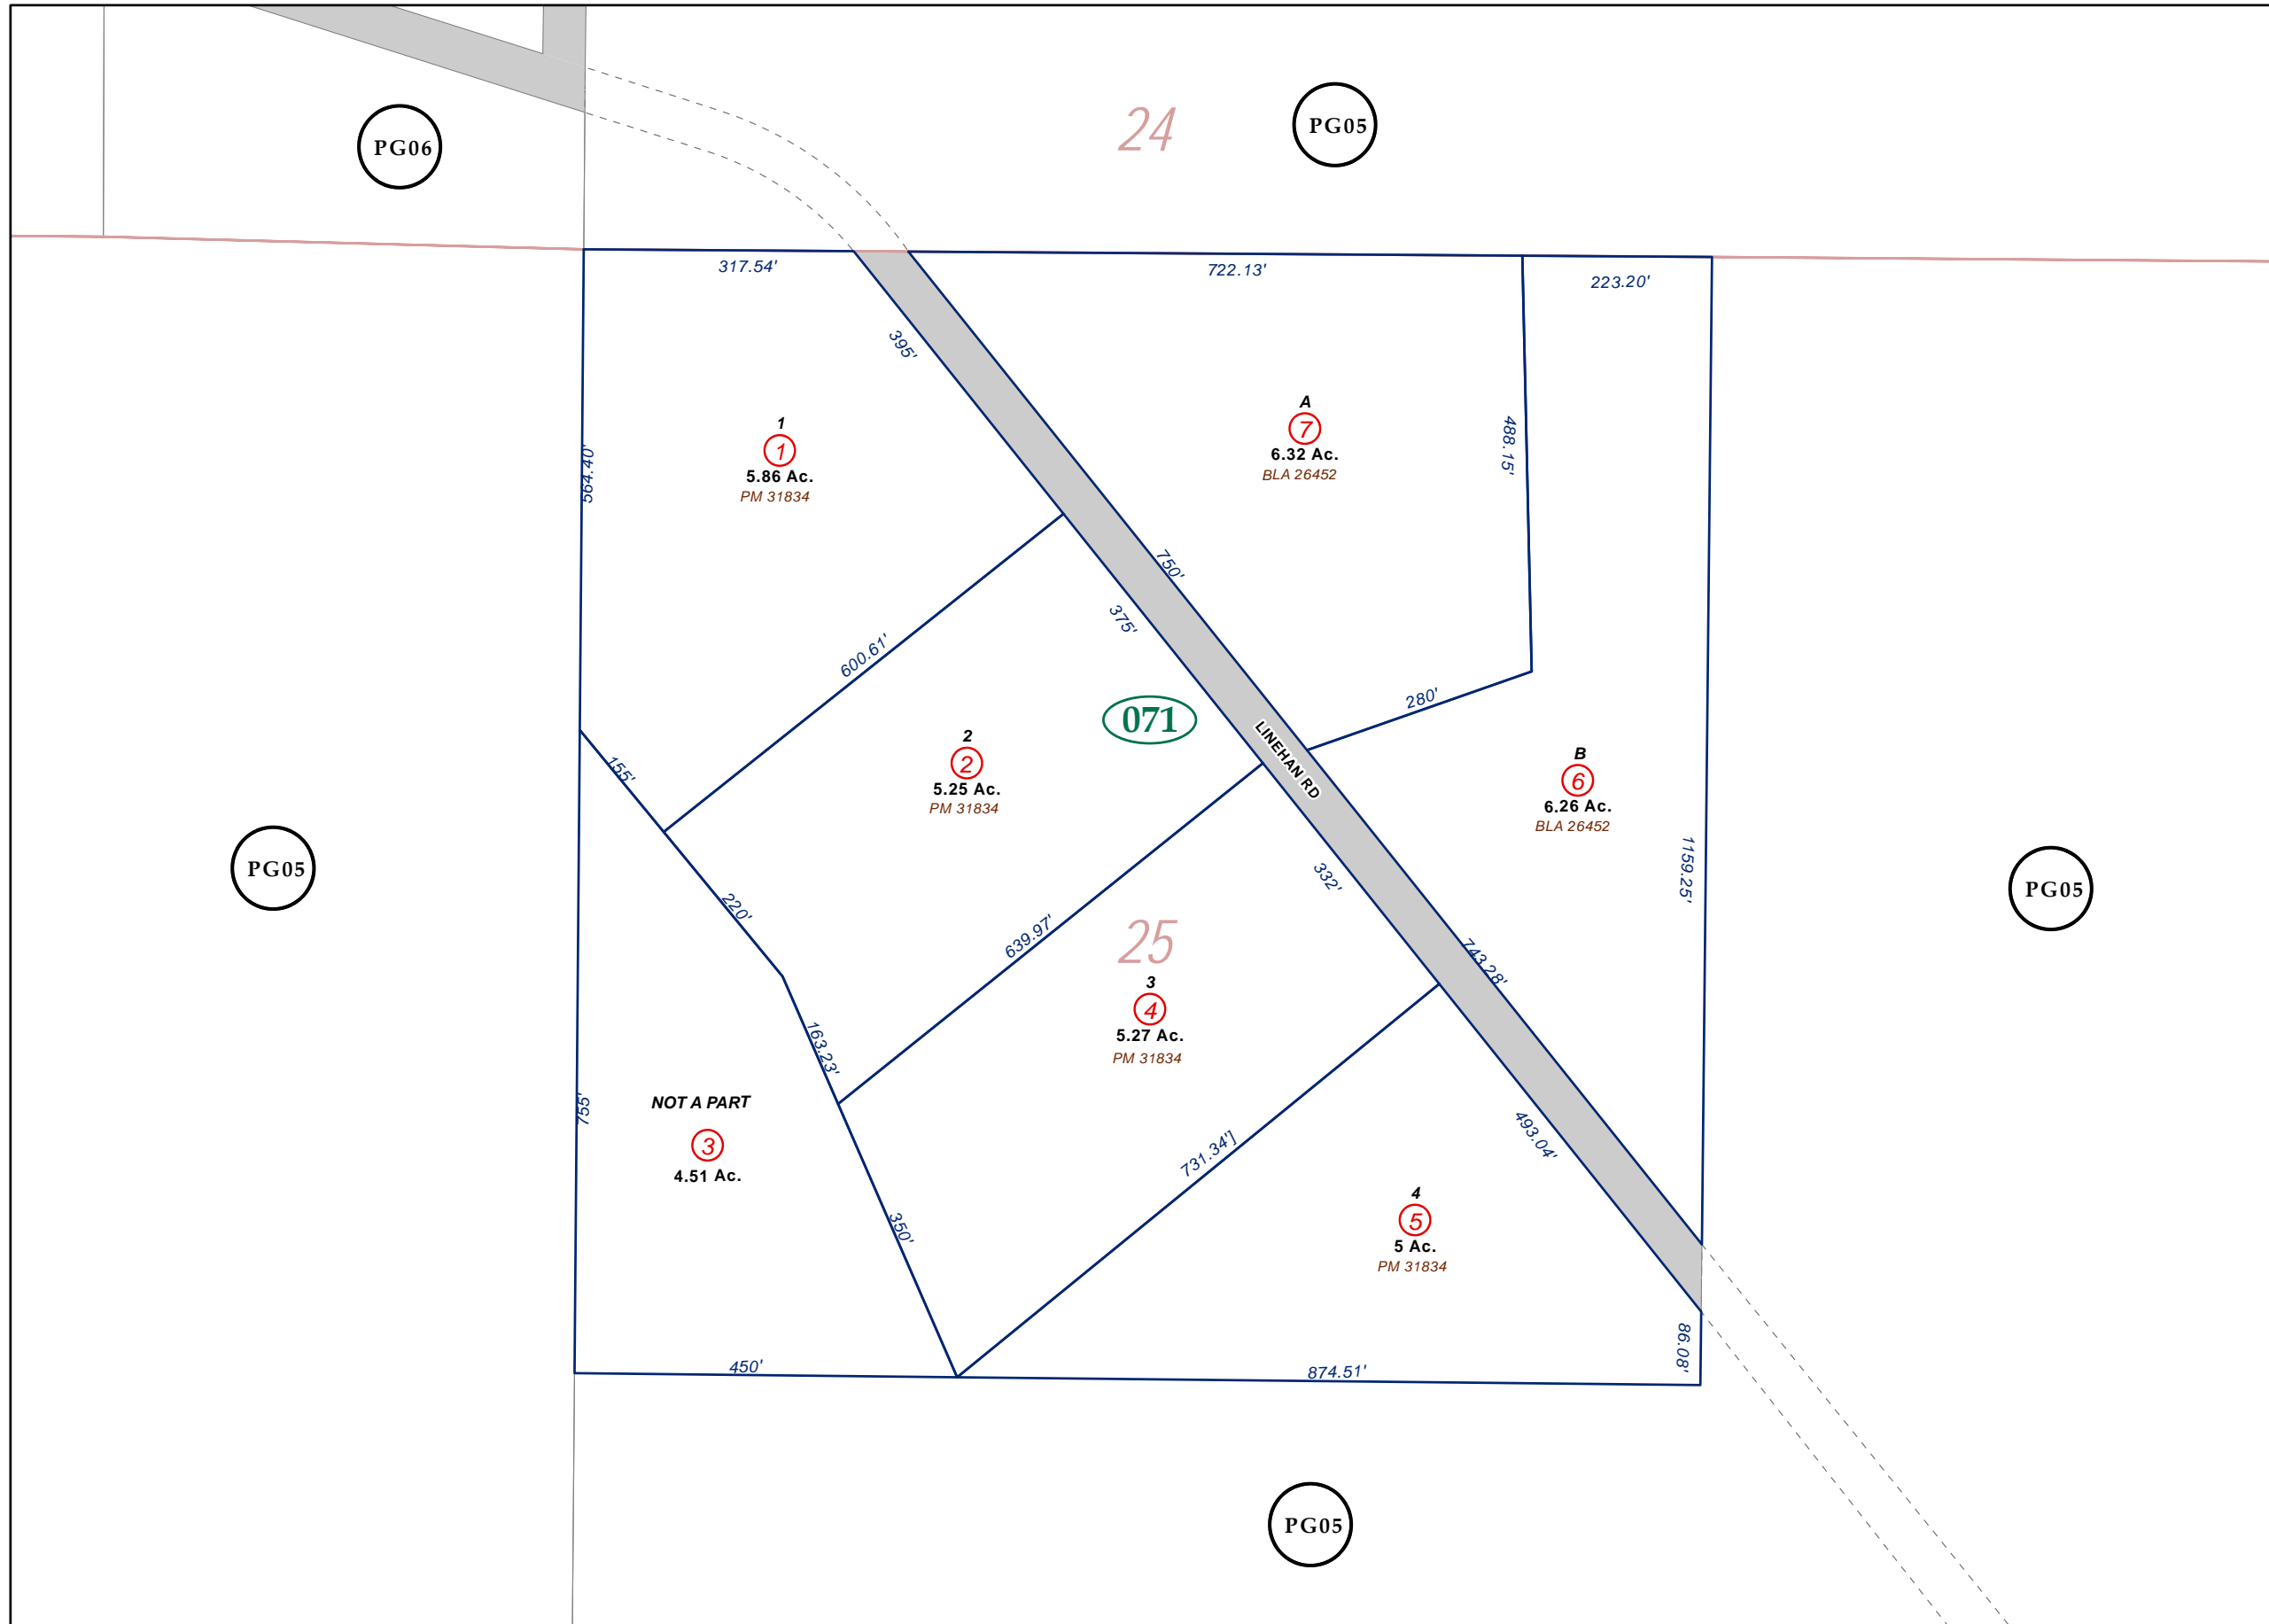 24
PG05
PG06
317.54'
722.13'
223.20'
395'
564.40'
1
1
5.86 Ac.
PM 31834
A
7
6.32 Ac.
BLA 26452
488.15'
750'
375'
600.61'
280'
071
LINEHAN RD
2
2
5.25 Ac.
PM 31834
B
6
6.26 Ac.
BLA 26452
155'
PG05
220'
332'
1159.25'
PG05
639.97'
25
743.28'
3
4
5.27 Ac.
PM 31834
163.23'
755'
NOT A PART
3
4.51 Ac.
731.34']
493.04'
350'
4
5
5 Ac.
PM 31834
86.08'
450'
874.51'
PG05